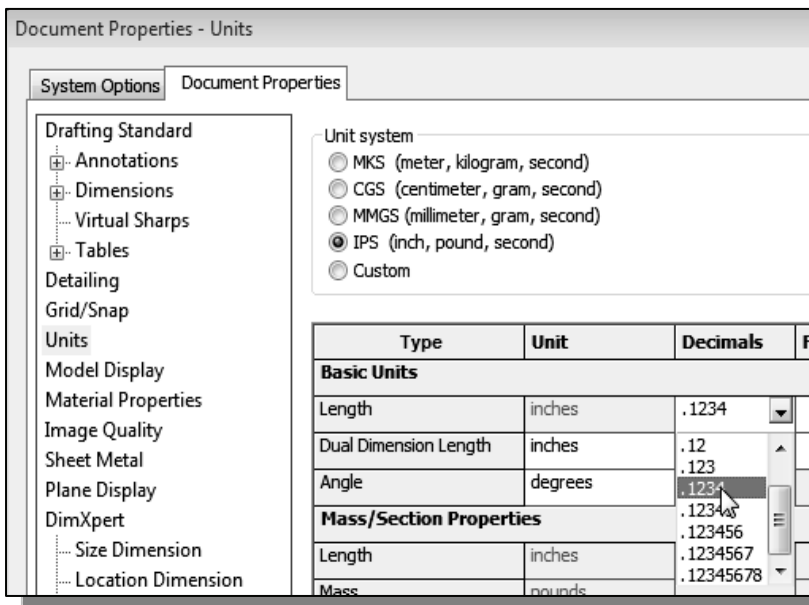 Document Properties - Units
System Options
Document Properties
Drafting Standard
Annotations
Dimensions
Virtual Sharps
Tables
Detailing
Grid/Snap
Units
Model Display
Material Properties
Image Quality
Sheet Metal
Plane Display
DimXpert
Size Dimension
Location Dimension
Unit system
MKS (meter, kilogram, second)
CGS (centimeter, gram, second)
MMGS (millimeter, gram, second)
IPS (inch, pound, second)
Custom
Type Unit Decimals
Basic Units
Length inches .1234
Dual Dimension Length inches
Angle degrees
Mass/Section Properties
Length inches
Mass pounds
.12
.123
.1234
.12345
.123456
.1234567
.12345678